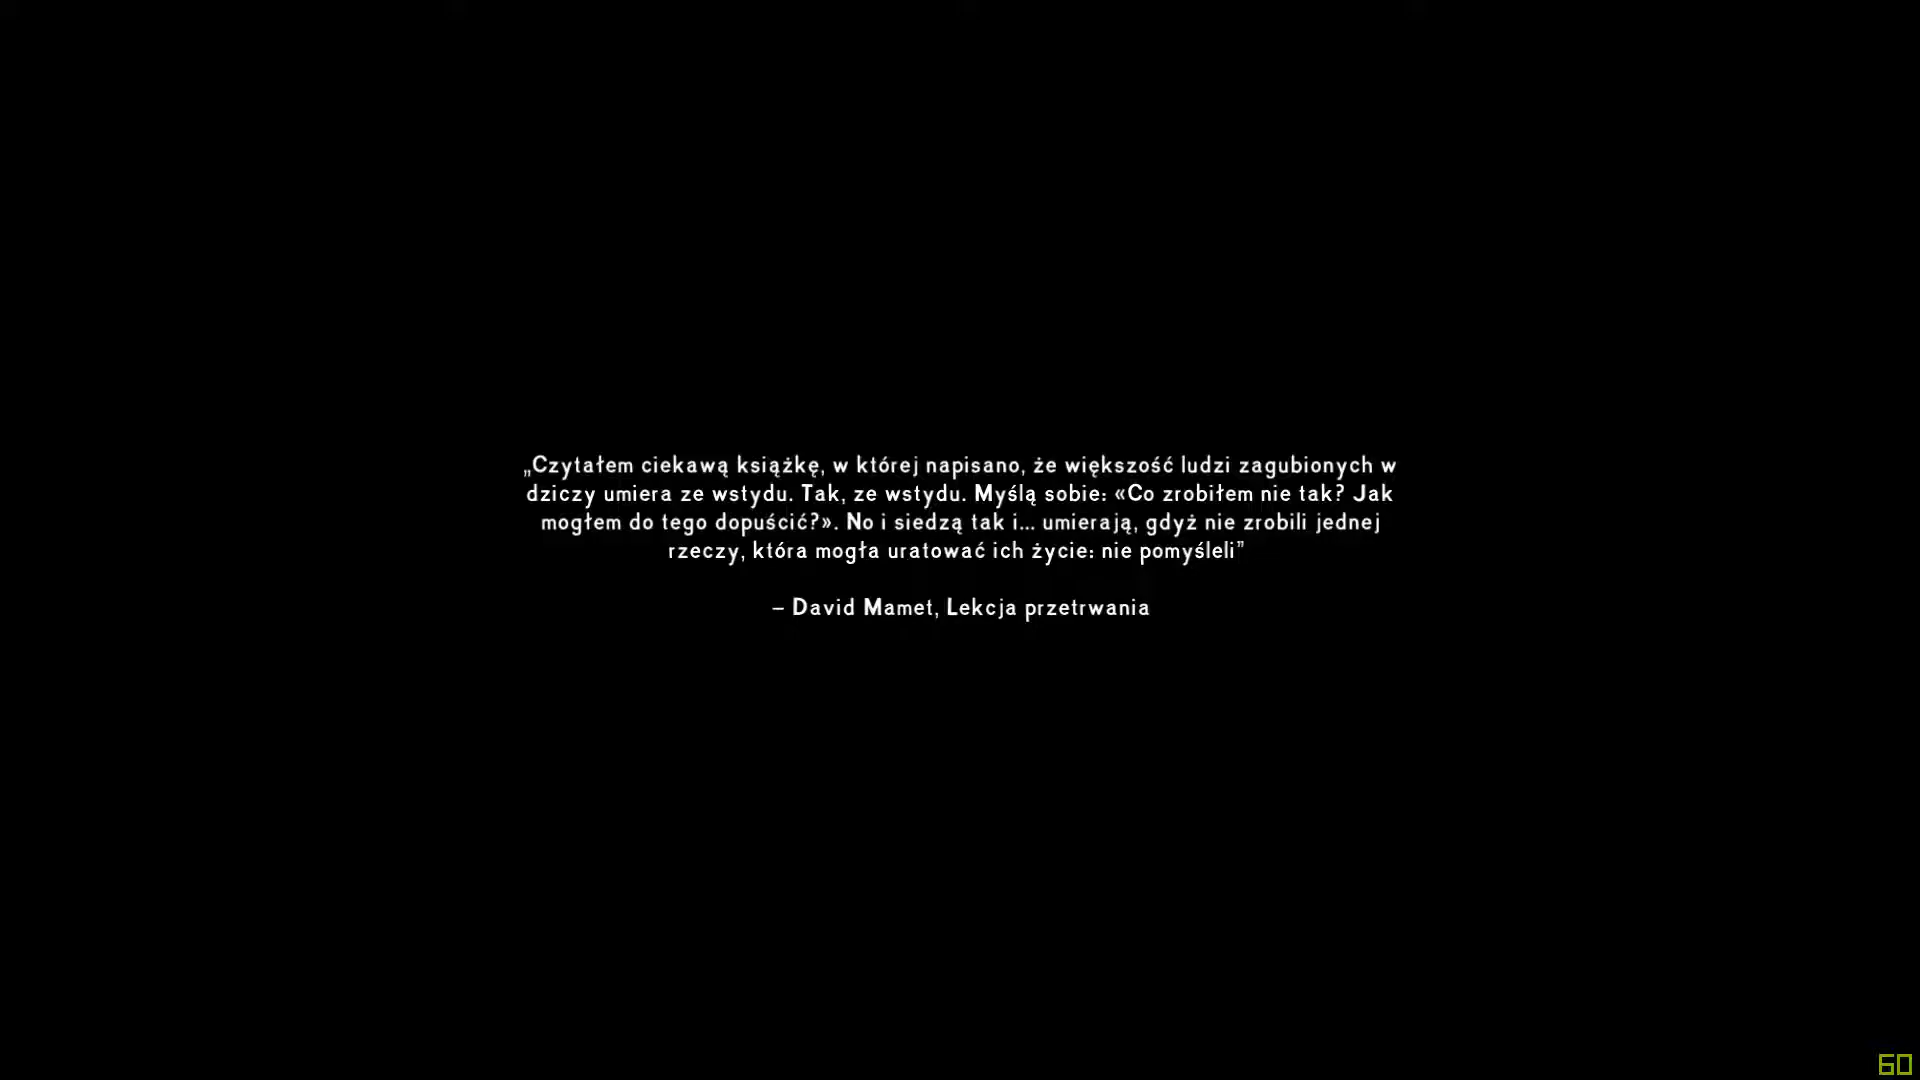 „Czytałem ciekawą książkę, w której napisano, że większość ludzi zagubionych w
dziczy umiera ze wstydu. Tak, ze wstydu. Myślą sobie: «Co zrobiłem nie tak? Jak
mogłem do tego dopuścić?». No i siedzą tak i... umierają, gdyż nie zrobili jednej
rzeczy, która mogła uratować ich życie: nie pomyśleli”
– David Mamet, Lekcja przetrwania
60